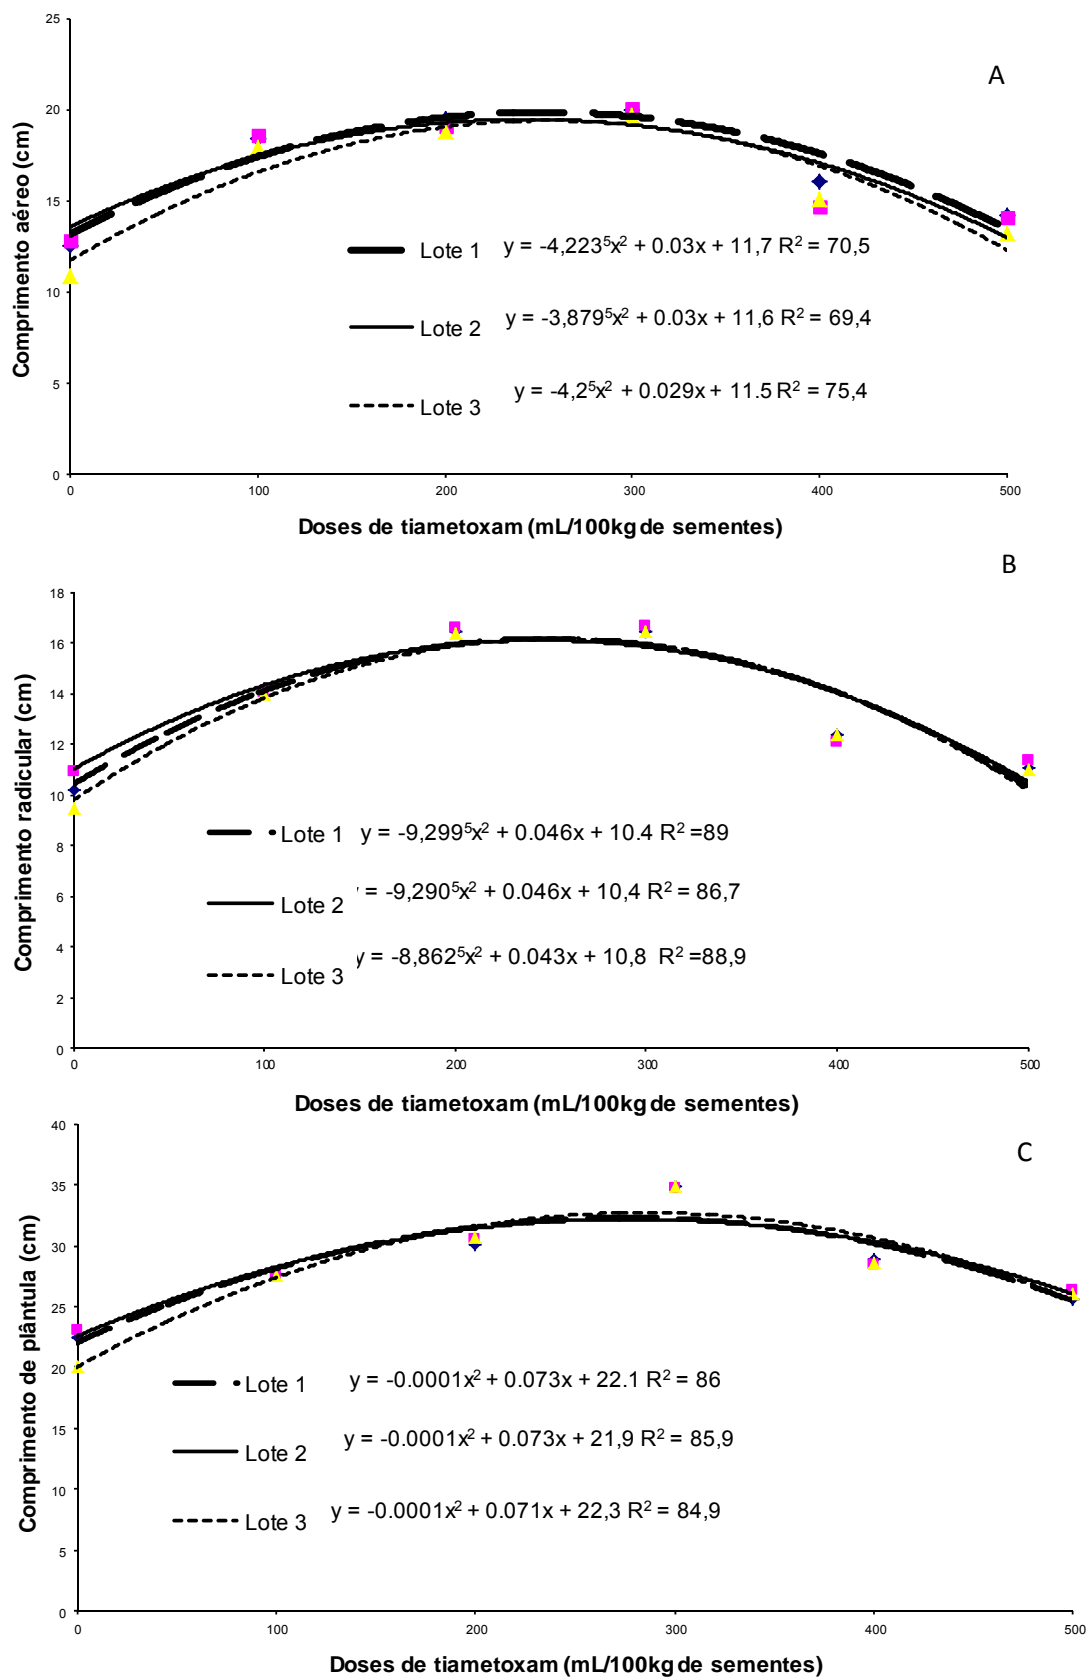 25
A
20
Comprimento aéreo (cm)
15
Lote 1 y = -4,223⁵x² + 0.03x + 11,7 R² = 70,5
10
Lote 2 y = -3,879⁵x² + 0.03x + 11,6 R² = 69,4
5
Lote 3 y = -4,2⁵x² + 0.029x + 11.5 R² = 75,4
0
0 100 200 300 400 500
Doses de tiametoxam (mL/100kg de sementes)
B
18
16
14
12
Comprimento radicular (cm)
10
Lote 1 y = -9,299⁵x² + 0.046x + 10.4 R² =89
8
6
Lote 2 = -9,290⁵x² + 0.046x + 10,4 R² = 86,7
4
Lote 3 y = -8,862⁵x² + 0.043x + 10,8 R² =88,9
2
0
0 100 200 300 400 500
Doses de tiametoxam (mL/100kg de sementes)
40
C
35
30
25
Comprimento de plântula (cm)
20
Lote 1 y = -0.0001x² + 0.073x + 22.1 R² = 86
15
Lote 2 y = -0.0001x² + 0.073x + 21,9 R² = 85,9
10
Lote 3 y = -0.0001x² + 0.071x + 22,3 R² = 84,9
5
0
0 100 200 300 400 500
Doses de tiametoxam (mL/100kg de sementes)